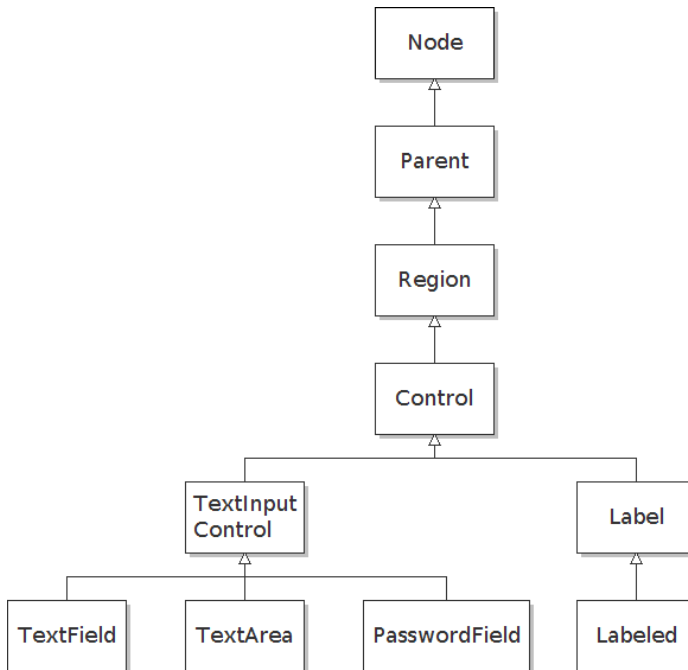 Node
Parent
Region
Control
TextInput
Control
Label
TextField
TextArea
PasswordField
Labeled